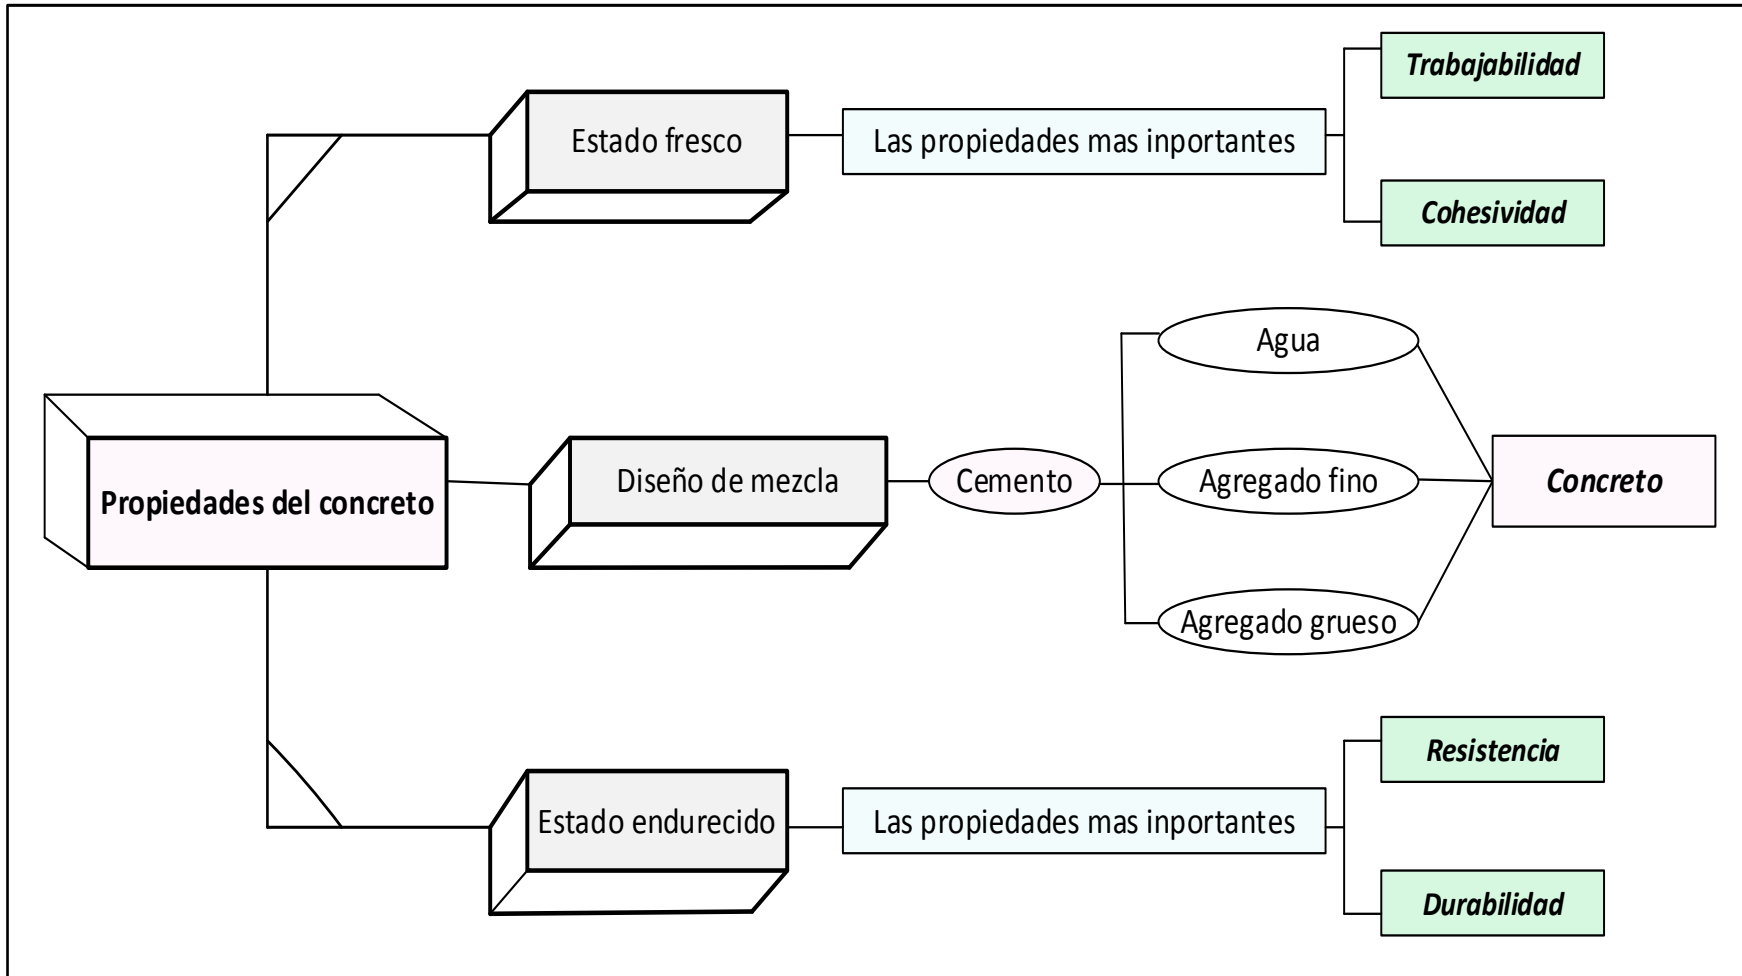 Trabajabilidad
Estado fresco
Las propiedades mas inportantes
Cohesividad
Agua
Propiedades del concreto
Diseño de mezcla
Cemento
Agregado fino
Concreto
Agregado grueso
Resistencia
Estado endurecido
Las propiedades mas inportantes
Durabilidad